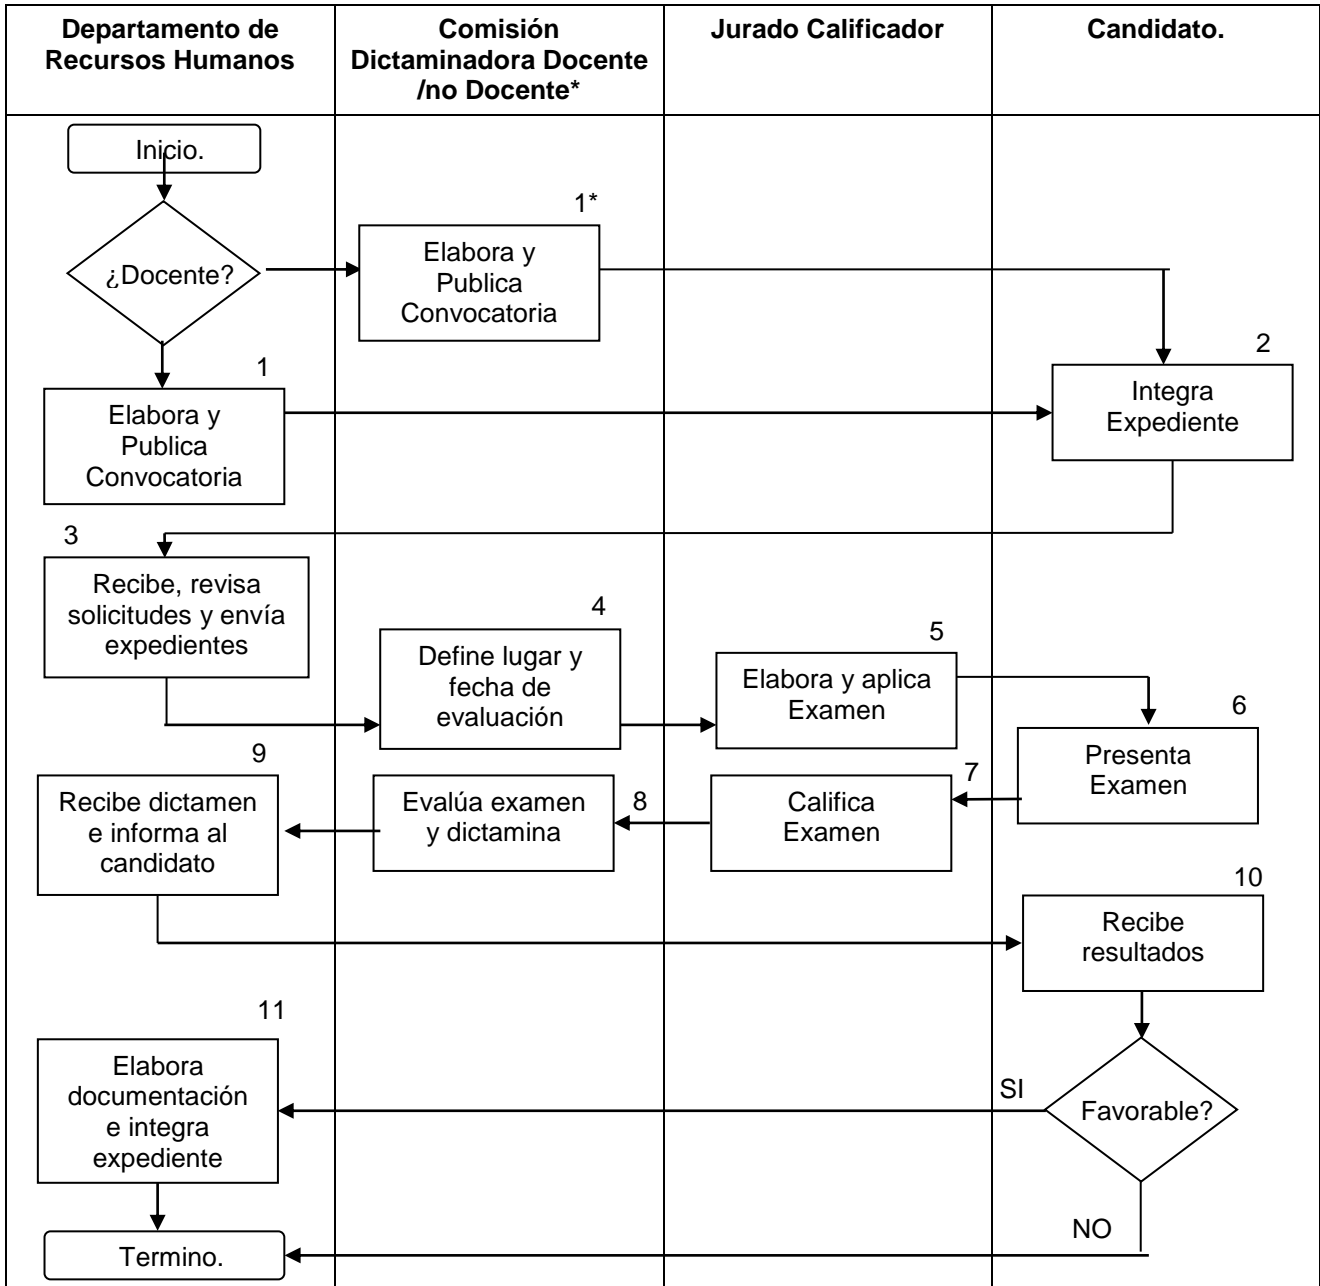 Departamento de
Recursos Humanos
Comisión
Dictaminadora Docente
/no Docente*
Jurado Calificador
Candidato.
Inicio.
1*
¿Docente?
Elabora y
Publica
Convocatoria
1
Elabora y
Publica
Convocatoria
2
Integra
Expediente
3
Recibe, revisa
solicitudes y envía
expedientes
4
Define lugar y
fecha de
evaluación
5
Elabora y aplica
Examen
6
Presenta
Examen
7
Califica
Examen
8
Evalúa examen
y dictamina
9
Recibe dictamen
e informa al
candidato
10
Recibe
resultados
Favorable?
SI
NO
11
Elabora
documentación
e integra
expediente
Termino.